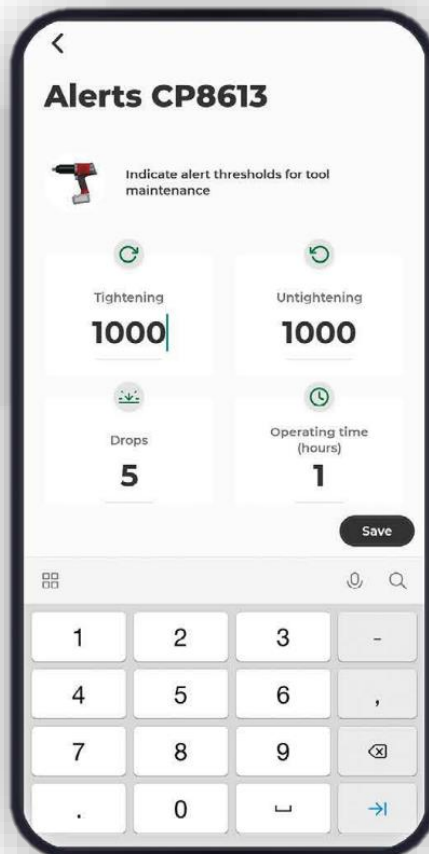 Alerts CP8613
Indicate alert thresholds for tool
maintenance
Tightening
Untightening
1000
1000
Drops
Operating time
(hours)
5
1
Save
1 2 3 -
4 5 6 ,
7 8 9
. 0